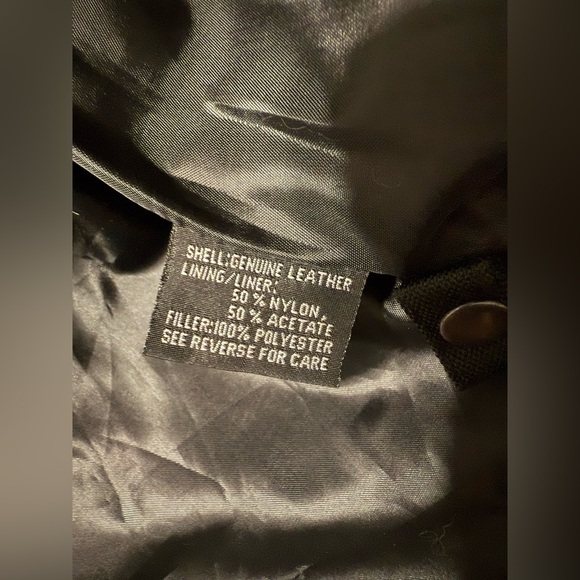 SHELL:GENUINE LEATHER
LINING/LINER:
50 % NYLON,
50 % ACETATE
FILLER:100% POLYESTER
SEE REVERSE FOR CARE